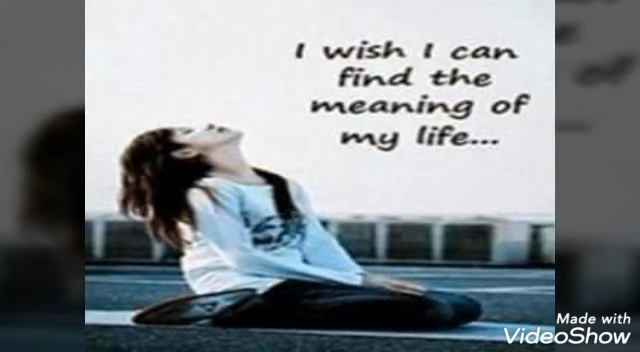 I wish I can
find the
meaning of
my life...
Made with
VideoShow